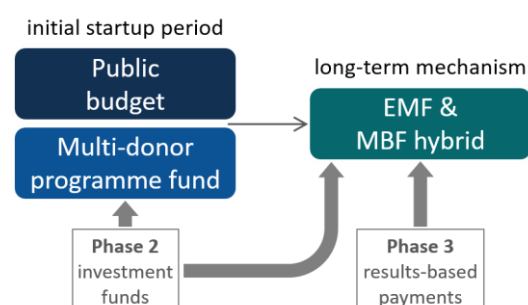 initial startup period
Public
budget
Multi-donor
programme fund
long-term mechanism
EMF &
MBF hybrid
Phase 2
investment
funds
Phase 3
results-based
payments